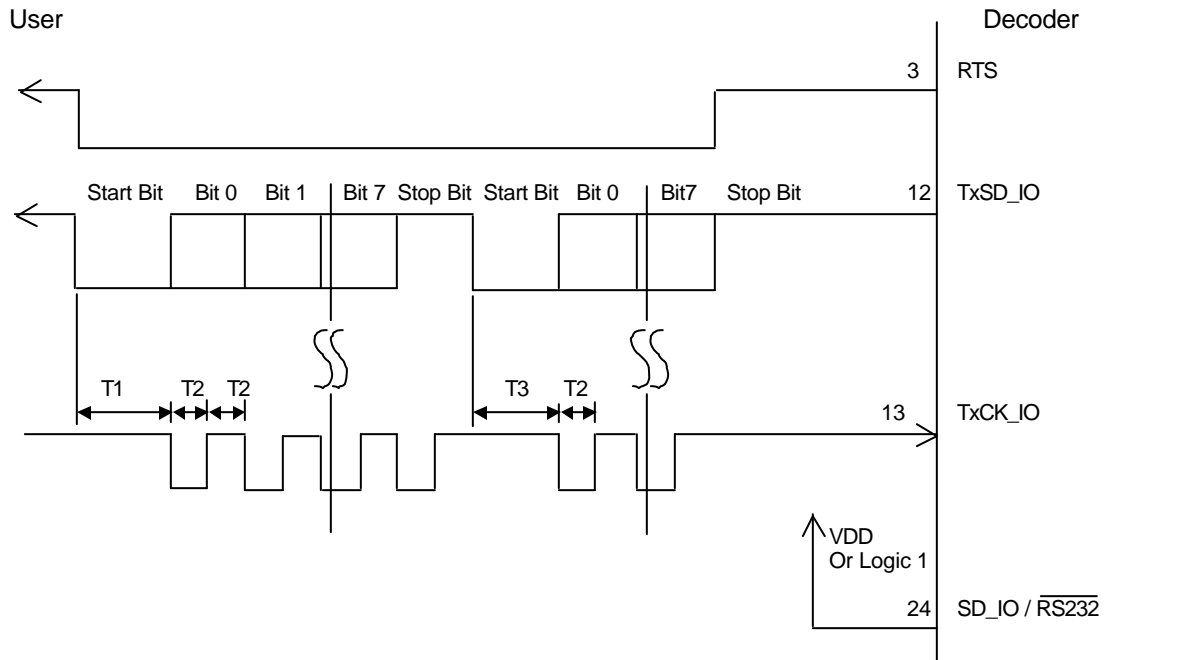 User Decoder
3 RTS
Start Bit Bit 0 Bit 1 Bit 7 Stop Bit Start Bit Bit 0 Bit7 Stop Bit 12 TxSD_IO
T1 T2 T2 T3 T2
13 TxCK_IO
VDD
Or Logic 1
24 SD_IO / RS232